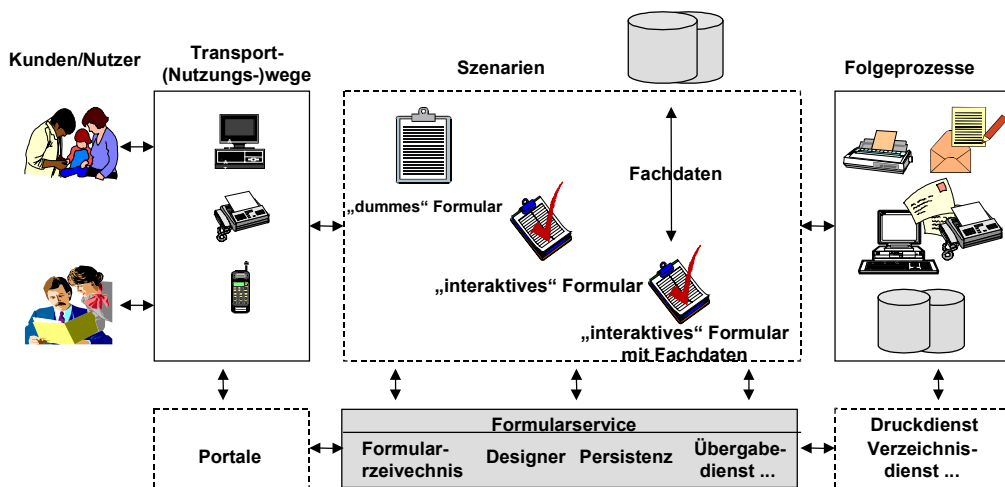 Kunden/Nutzer
Transport-
(Nutzungs-)wege
Szenarien
Folgeprozesse
„dummes“ Formular
Fachdaten
„interaktives“ Formular
„interaktives“ Formular
mit Fachdaten
Portale
Formularservice
Formular-
rzeivechnis
Designer
Persistenz
Übergabe-
dienst ...
Druckdienst
Verzeichnis-
dienst ...